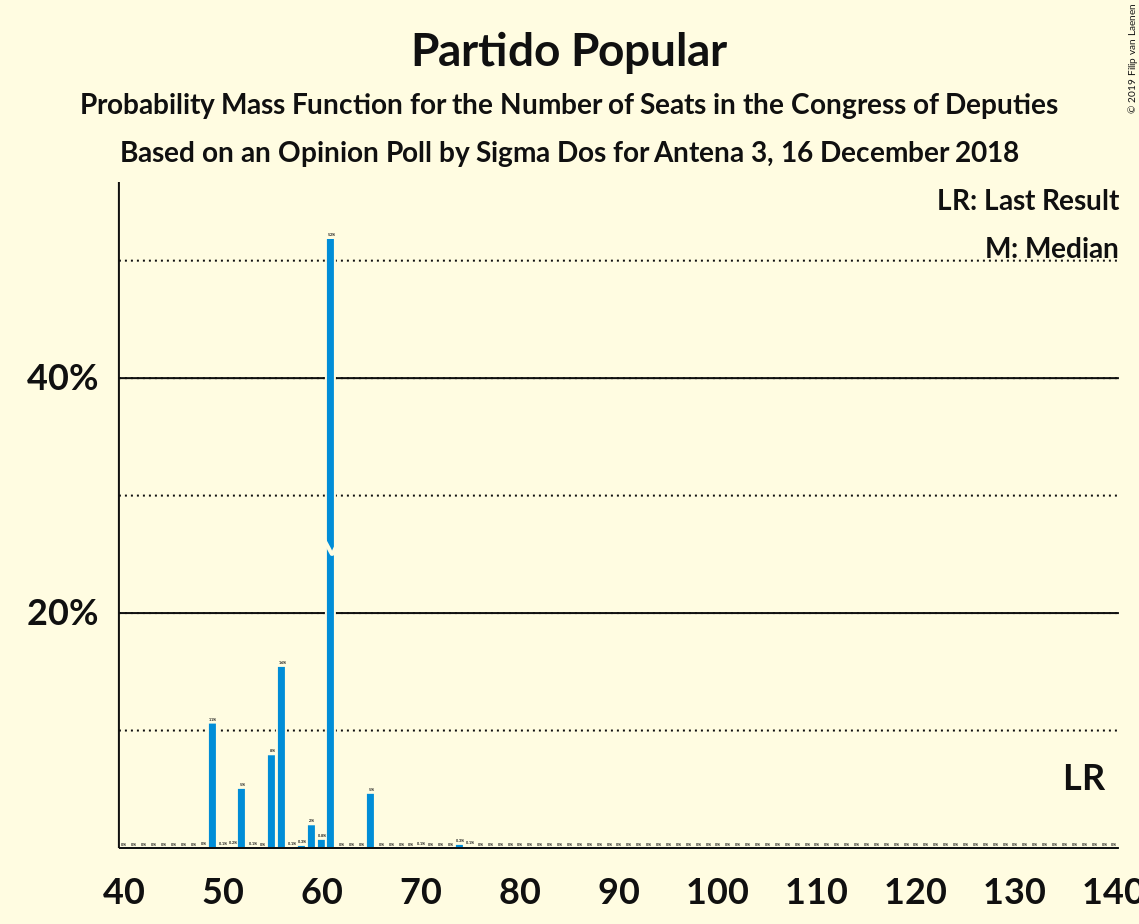 Partido Popular
Probability Mass Function for the Number of Seats in the Congress of Deputies
Based on an Opinion Poll by Sigma Dos for Antena 3, 16 December 2018
© 2019 Filip van Laenen
LR: Last Result
M: Median
40%
20%
M
LR
40 50 60 70 80 90 100 110 120 130 140